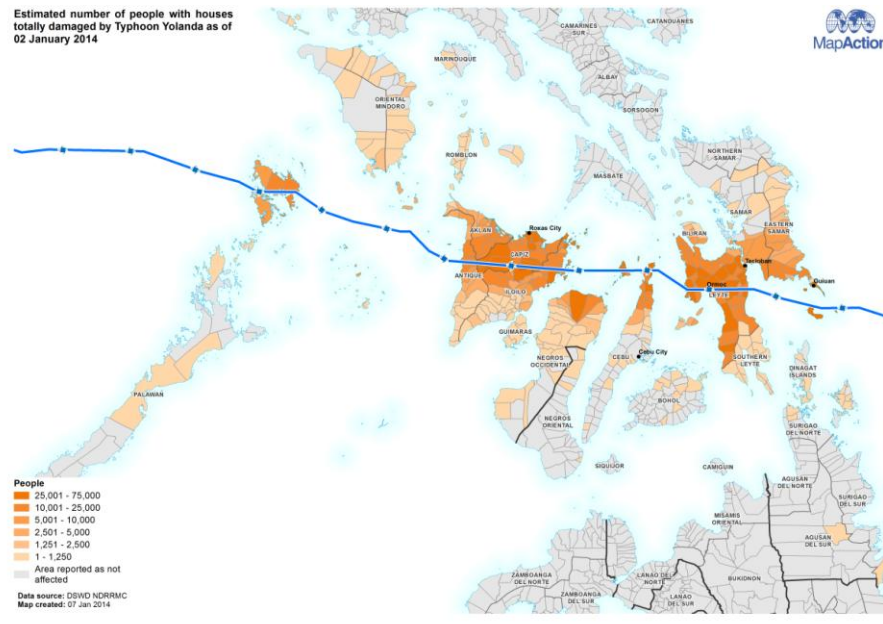 Estimated number of people with houses
totally damaged by Typhoon Yolanda as of
02 January 2014
MapAction
CATANDUANES
CAMARINES
SUR
MARINDUQUE
ALBAY
ORIENTAL
MINDORO
SORSOGON
ROMBLON
NORTHERN
SAMAR
MASBATE
SAMAR
EASTERN
SAMAR
AKLAN
Roxas City
BILIRAN
CAPIZ
Tacloban
ANTIQUE
ILOILO
Ormoc
LEYTE
Guiuan
GUIMARAS
NEGROS
OCCIDENTAL
CEBU
Cebu City
SOUTHERN
LEYTE
DINAGAT
ISLANDS
PALAWAN
BOHOL
NEGROS
ORIENTAL
SURIGAO
DEL NORTE
SIQUIJOR
CAMIGUIN
AGUSAN
DEL NORTE
SURIGAO
DEL SUR
MISAMIS
ORIENTAL
AGUSAN
DEL SUR
ZAMBOANGA
DEL NORTE
LANAO DEL
NORTE
BUKIDNON
ZAMBOANGA
DEL SUR
LANAO
DEL SUR
People
25,001 - 75,000
10,001 - 25,000
5,001 - 10,000
2,501 - 5,000
1,251 - 2,500
1 - 1,250
Area reported as not
affected
Data source: DSWD NDRRMC
Map created: 07 Jan 2014